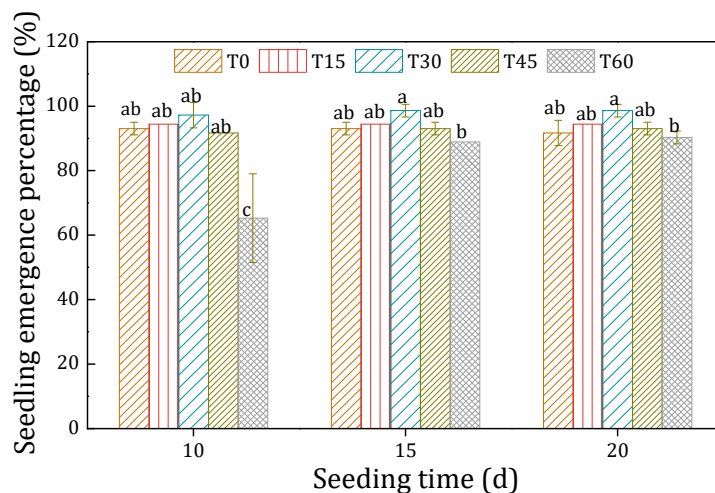 Seedling emergence percentage (%)
120
100
80
60
40
20
0
T0 T15 T30 T45 T60
ab ab ab ab c
ab ab a ab b
ab ab a ab b
10 15 20
Seeding time (d)